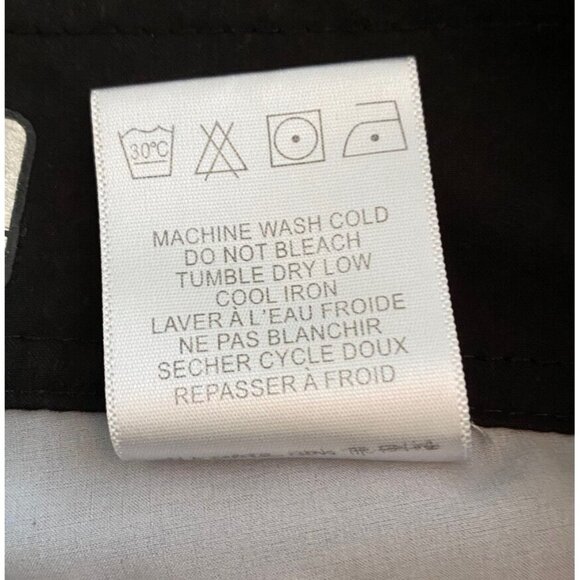 30°C
MACHINE WASH COLD
DO NOT BLEACH
TUMBLE DRY LOW
COOL IRON
LAVER À L'EAU FROIDE
NE PAS BLANCHIR
SECHER CYCLE DOUX
REPASSER À FROID